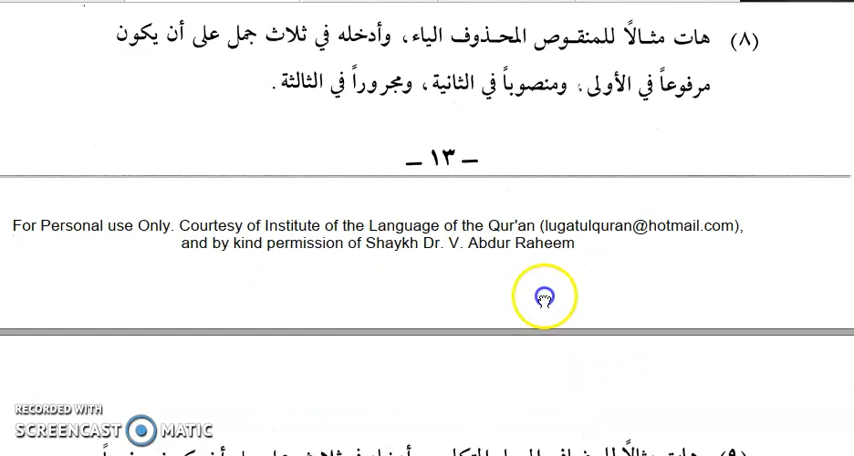 (٨) هات مثالاً للمنقوص المحذوف الياء، وأدخله في ثلاث جمل على أن يكون
مرفوعاً في الأولى، ومنصوباً في الثانية، ومجروراً في الثالثة.
– ١٣ –
For Personal use Only. Courtesy of Institute of the Language of the Qur'an (lugatulquran@hotmail.com),
and by kind permission of Shaykh Dr. V. Abdur Raheem
RECORDED WITH
SCREENCAST MATIC